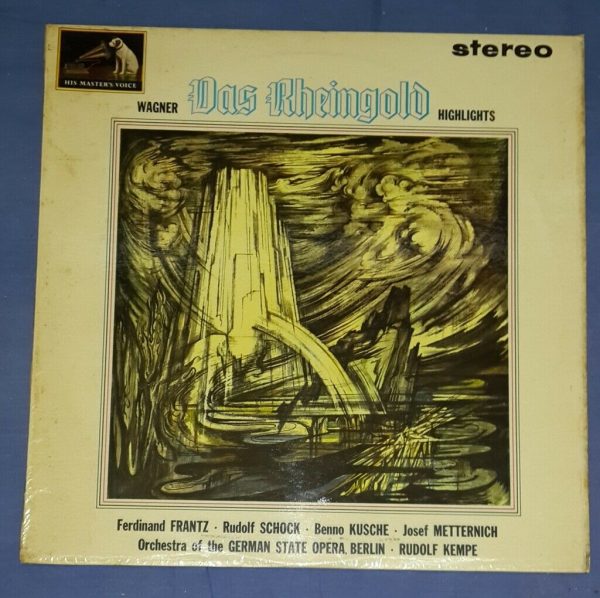 HIS MASTER'S VOICE
stereo
WAGNER Das Rheingold HIGHLIGHTS
Ferdinand FRANTZ · Rudolf SCHOCK · Benno KUSCHE · Josef METTERNICH
Orchestra of the GERMAN STATE OPERA, BERLIN · RUDOLF KEMPE